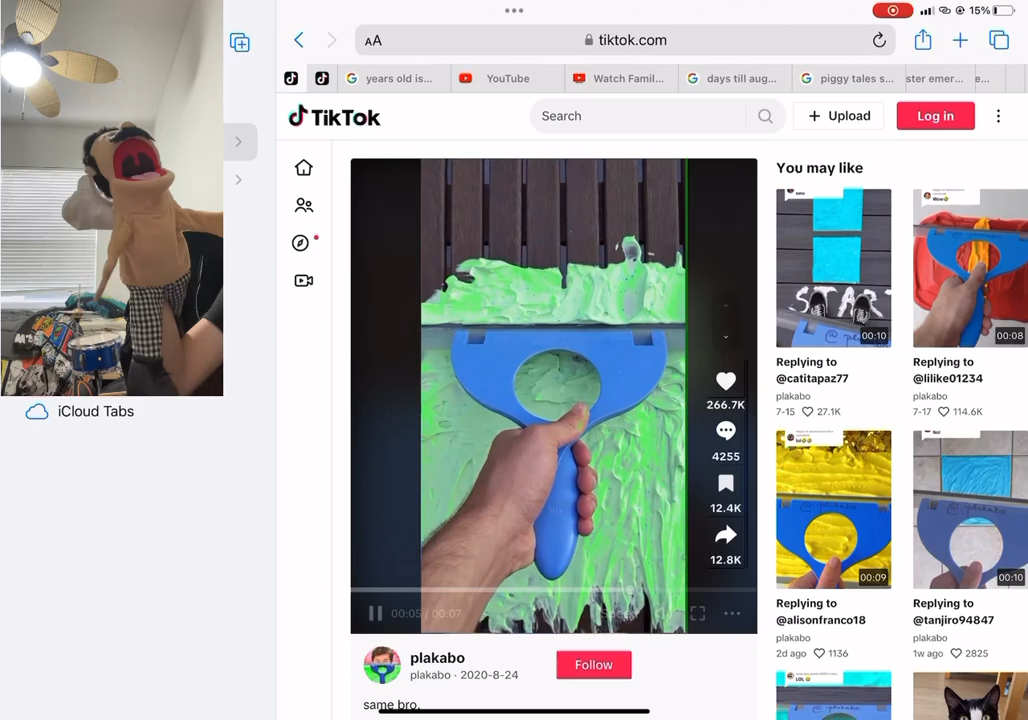 15%
AA
tiktok.com
years old is...
YouTube
Watch Famil...
days till aug...
piggy tales s...
ster emer...
e...
TikTok
Search
Upload
Log in
You may like
00:10
00:08
Replying to
@catitapaz77
plakabo
7-15 27.1K
Replying to
@lilike01234
plakabo
7-17 114.6K
266.7K
4255
12.4K
12.8K
00:05 / 00:07
00:09
00:10
Replying to
@alisonfranco18
plakabo
2d ago 1136
Replying to
@tanjiro94847
plakabo
1w ago 2825
plakabo
plakabo · 2020-8-24
Follow
same bro.
iCloud Tabs